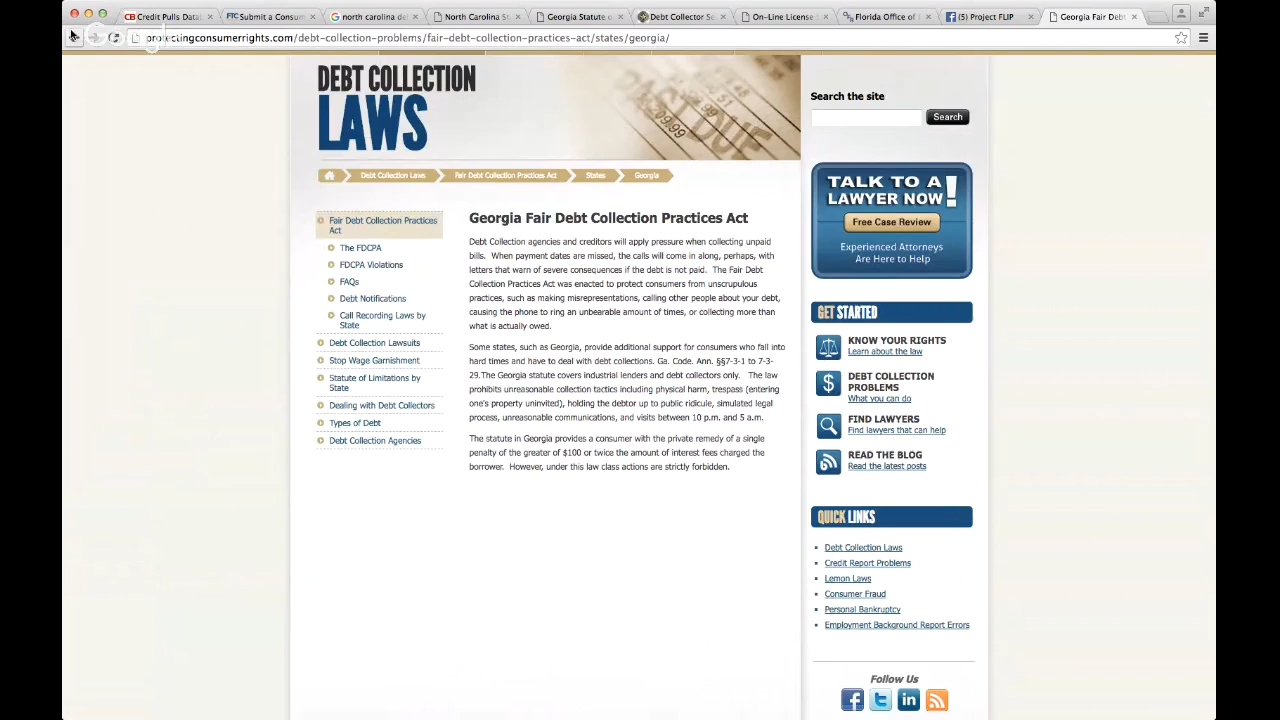 Credit Pulls Datab
FTC Submit a Consum
north carolina de
North Carolina St
Georgia Statute o
Debt Collector Se
On-Line License
Florida Office of
(5) Project FLIP
Georgia Fair Debt
protectingconsumerrights.com/debt-collection-problems/fair-debt-collection-practices-act/states/georgia/
DEBT COLLECTION
LAWS
Debt Collection Laws
Fair Debt Collection Practices Act
States
Georgia
Fair Debt Collection Practices
Act
The FDCPA
FDCPA Violations
FAQs
Debt Notifications
Call Recording Laws by
State
Debt Collection Lawsuits
Stop Wage Garnishment
Statute of Limitations by
State
Dealing with Debt Collectors
Types of Debt
Debt Collection Agencies
Georgia Fair Debt Collection Practices Act
Debt Collection agencies and creditors will apply pressure when collecting unpaid
bills. When payment dates are missed, the calls will come in along, perhaps, with
letters that warn of severe consequences if the debt is not paid. The Fair Debt
Collection Practices Act was enacted to protect consumers from unscrupulous
practices, such as making misrepresentations, calling other people about your debt,
causing the phone to ring an unbearable amount of times, or collecting more than
what is actually owed.
Some states, such as Georgia, provide additional support for consumers who fall into
hard times and have to deal with debt collections. Ga. Code. Ann. §§7-3-1 to 7-3-
29.The Georgia statute covers industrial lenders and debt collectors only. The law
prohibits unreasonable collection tactics including physical harm, trespass (entering
one's property uninvited), holding the debtor up to public ridicule, simulated legal
process, unreasonable communications, and visits between 10 p.m. and 5 a.m.
The statute in Georgia provides a consumer with the private remedy of a single
penalty of the greater of $100 or twice the amount of interest fees charged the
borrower. However, under this law class actions are strictly forbidden.
Search the site
Search
TALK TO A
LAWYER NOW!
Free Case Review
Experienced Attorneys
Are Here to Help
GET STARTED
KNOW YOUR RIGHTS
Learn about the law
DEBT COLLECTION
PROBLEMS
What you can do
FIND LAWYERS
Find lawyers that can help
READ THE BLOG
Read the latest posts
QUICK LINKS
Debt Collection Laws
Credit Report Problems
Lemon Laws
Consumer Fraud
Personal Bankruptcy
Employment Background Report Errors
Follow Us